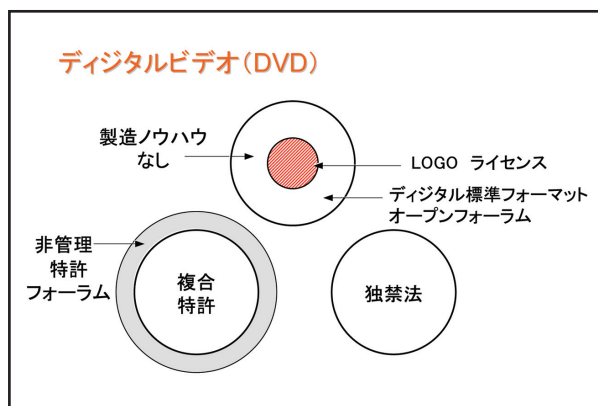 ディジタルビデオ(DVD)
製造ノウハウ
なし
LOGO ライセンス
ディジタル標準フォーマット
オープンフォーラム
非管理
特許
フォーラム
複合
特許
独禁法